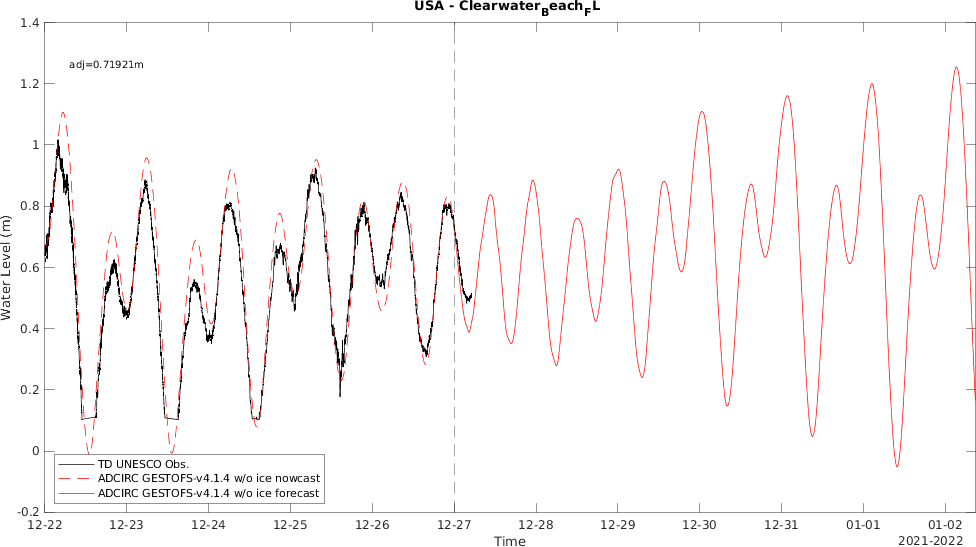 USA - ClearwaterBeachFL
1.4
1.2
1
0.8
0.6
0.4
0.2
0
-0.2
Water Level (m)
adj=0.71921m
TD UNESCO Obs.
ADCIRC GESTOFS-v4.1.4 w/o ice nowcast
ADCIRC GESTOFS-v4.1.4 w/o ice forecast
12-22 12-23 12-24 12-25 12-26 12-27 12-28 12-29 12-30 12-31 01-01 01-02
Time
2021-2022